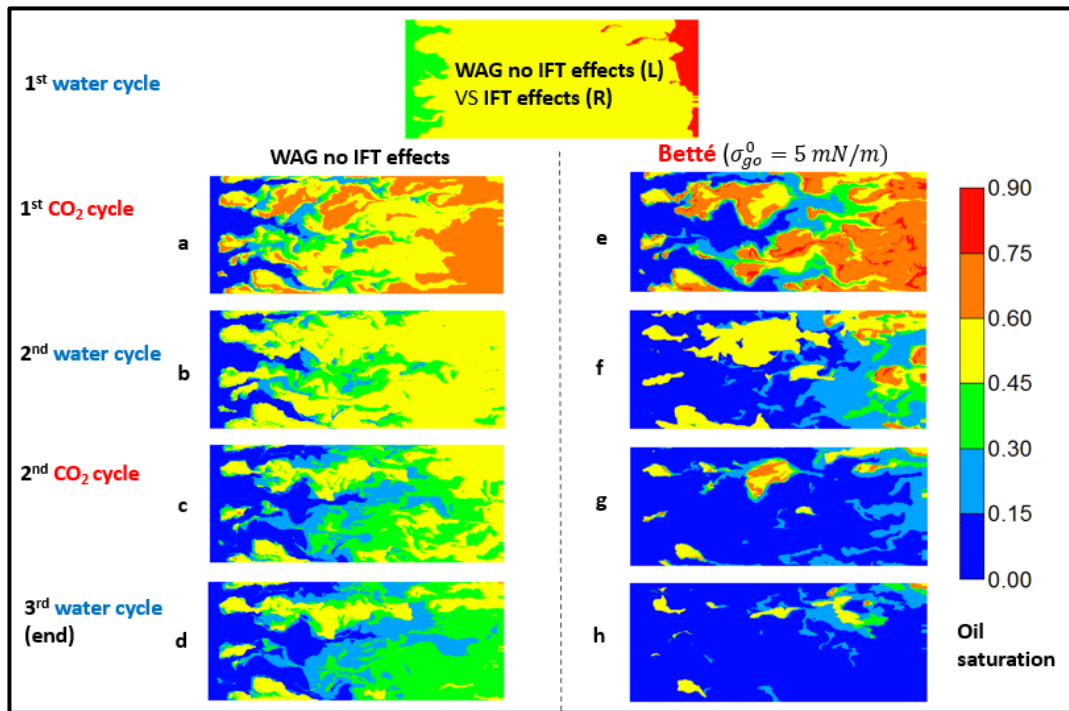 1st water cycle
WAG no IFT effects (L)
VS IFT effects (R)
WAG no IFT effects
Betté (σ⁰go = 5 mN/m)
1st CO₂ cycle
a
e
2nd water cycle
b
f
2nd CO₂ cycle
c
g
3rd water cycle
(end)
d
h
0.90
0.75
0.60
0.45
0.30
0.15
0.00
Oil
saturation